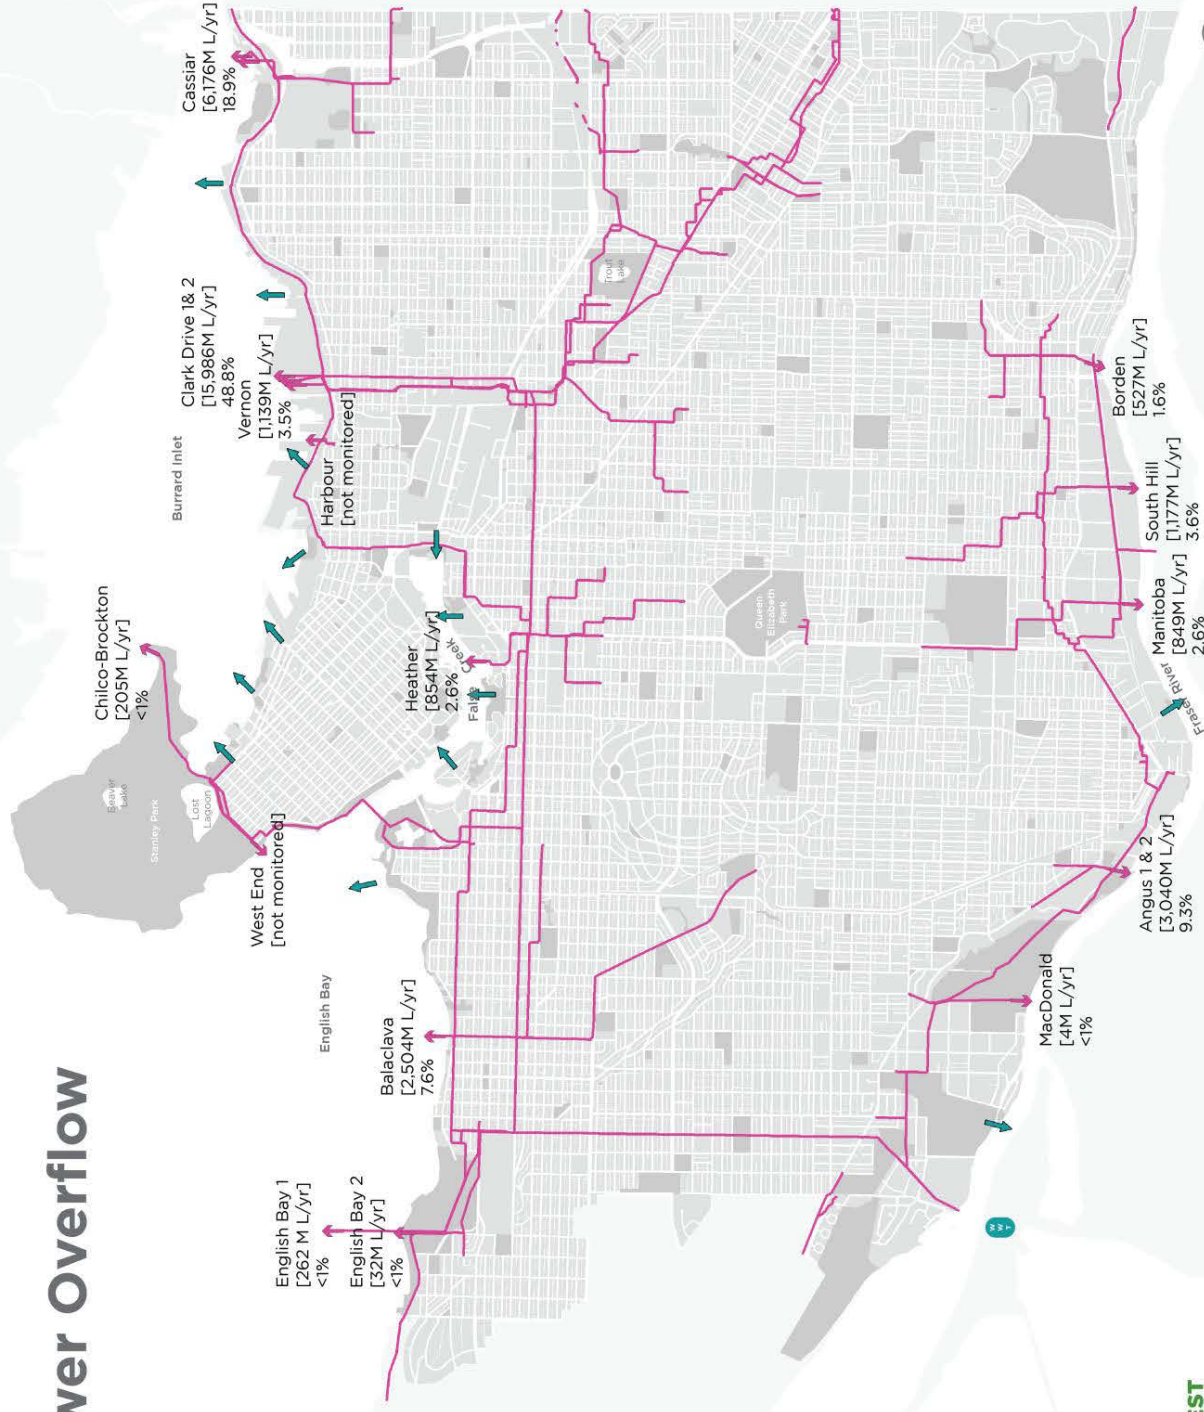 wer Overflow
English Bay 1
[262 M L/yr]
<1%
English Bay 2
[32M L/yr]
<1%
Balaclava
[2,504M L/yr]
7.6%
English Bay
West End
[not monitored]
Stanley Park
Beaver
Lake
Lost
Lagoon
Chilco-Brockton
[205M L/yr]
<1%
Heather
[854M L/yr]
2.6%
False
Creek
Burrard Inlet
Harbour
[not monitored]
Vernon
[1,139M L/yr]
3.5%
Clark Drive 1& 2
[15,986M L/yr]
48.8%
Cassiar
[6,176M L/yr]
18.9%
Trout
Lake
Queen
Elizabeth
Park
MacDonald
[4M L/yr]
<1%
Angus 1 & 2
[3,040M L/yr]
9.3%
Fraser River
Manitoba
[849M L/yr]
2.6%
South Hill
[1,177M L/yr]
3.6%
Borden
[527M L/yr]
1.6%
W W T